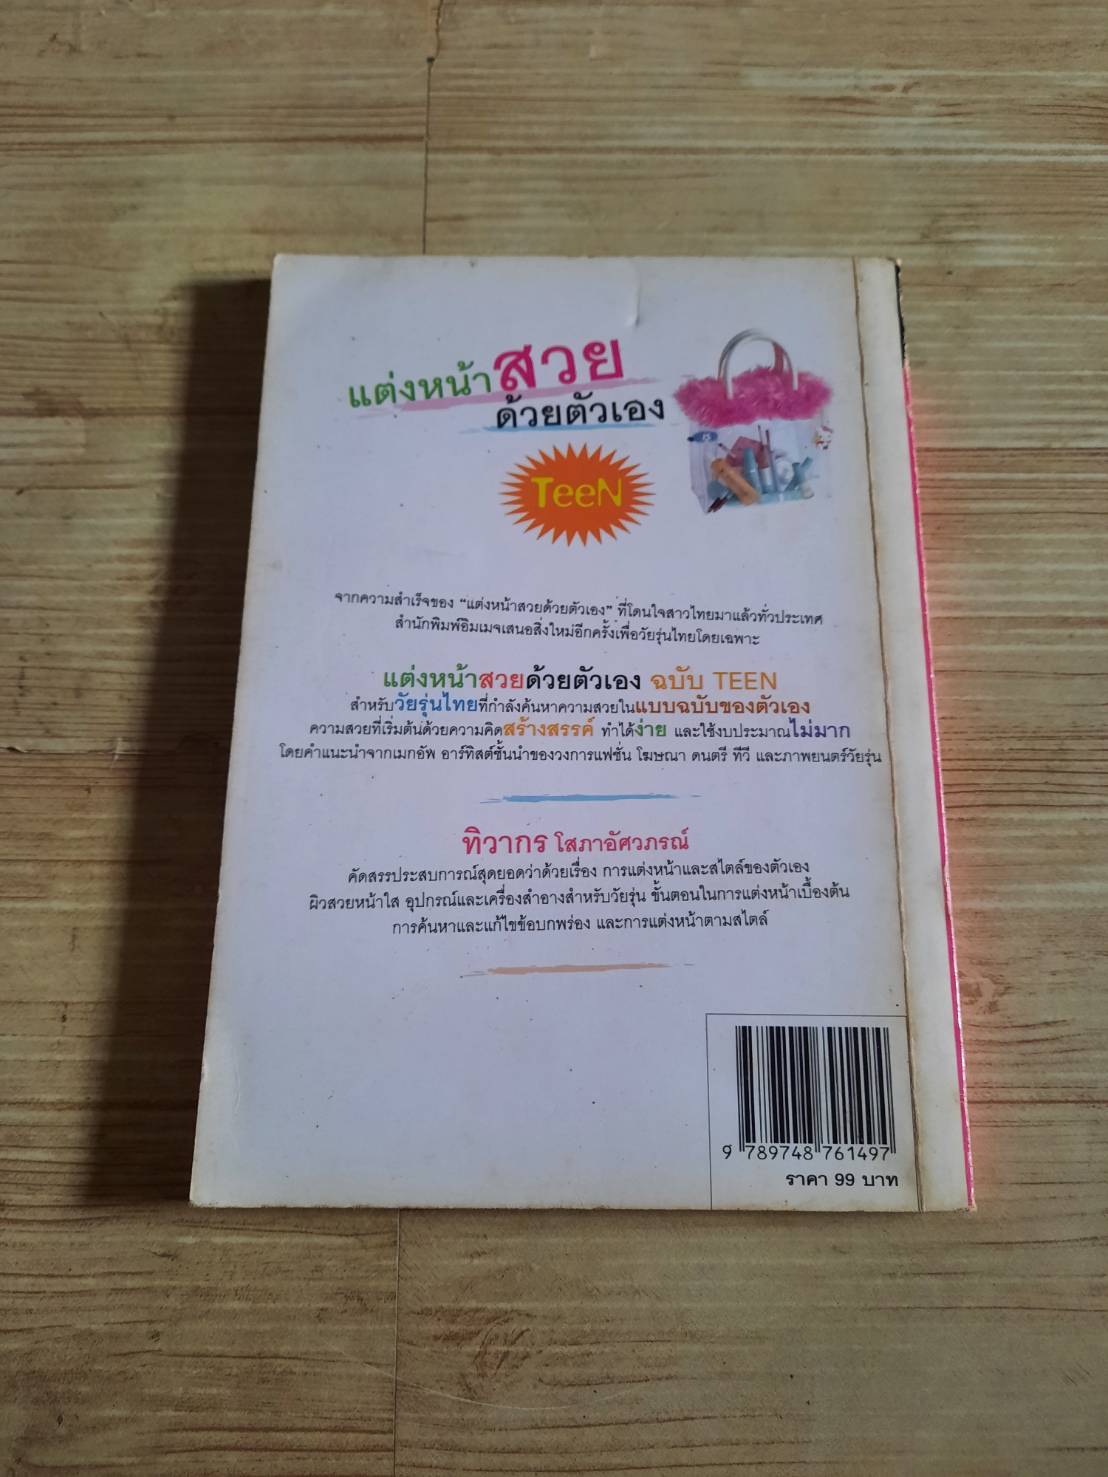 แต่งหน้าสวย
ด้วยตัวเอง
TeeN
จากความสำเร็จของ “แต่งหน้าสวยด้วยตัวเอง” ที่โดนใจสาวไทยมาแล้วทั่วประเทศ
สำนักพิมพ์อิมเมจเสนอสิ่งใหม่อีกครั้งเพื่อวัยรุ่นไทยโดยเฉพาะ
แต่งหน้าสวยด้วยตัวเอง ฉบับ TEEN
สำหรับวัยรุ่นไทยที่กำลังค้นหาความสวยในแบบฉบับของตัวเอง
ความสวยที่เริ่มต้นด้วยความคิดสร้างสรรค์ ทำได้ง่าย และใช้งบประมาณไม่มาก
โดยคำแนะนำจากเมกอัพ อาร์ทิสต์ชั้นนำของวงการแฟชั่น โฆษณา ดนตรี ทีวี และภาพยนตร์วัยรุ่น
ทิวากร โสภาอัศวภรณ์
คัดสรรประสบการณ์สุดยอดว่าด้วยเรื่อง การแต่งหน้าและสไตล์ของตัวเอง
ผิวสวยหน้าใส อุปกรณ์และเครื่องสำอางสำหรับวัยรุ่น ขั้นตอนในการแต่งหน้าเบื้องต้น
การค้นหาและแก้ไขข้อบกพร่อง และการแต่งหน้าตามสไตล์
9 789748 761497
ราคา 99 บาท